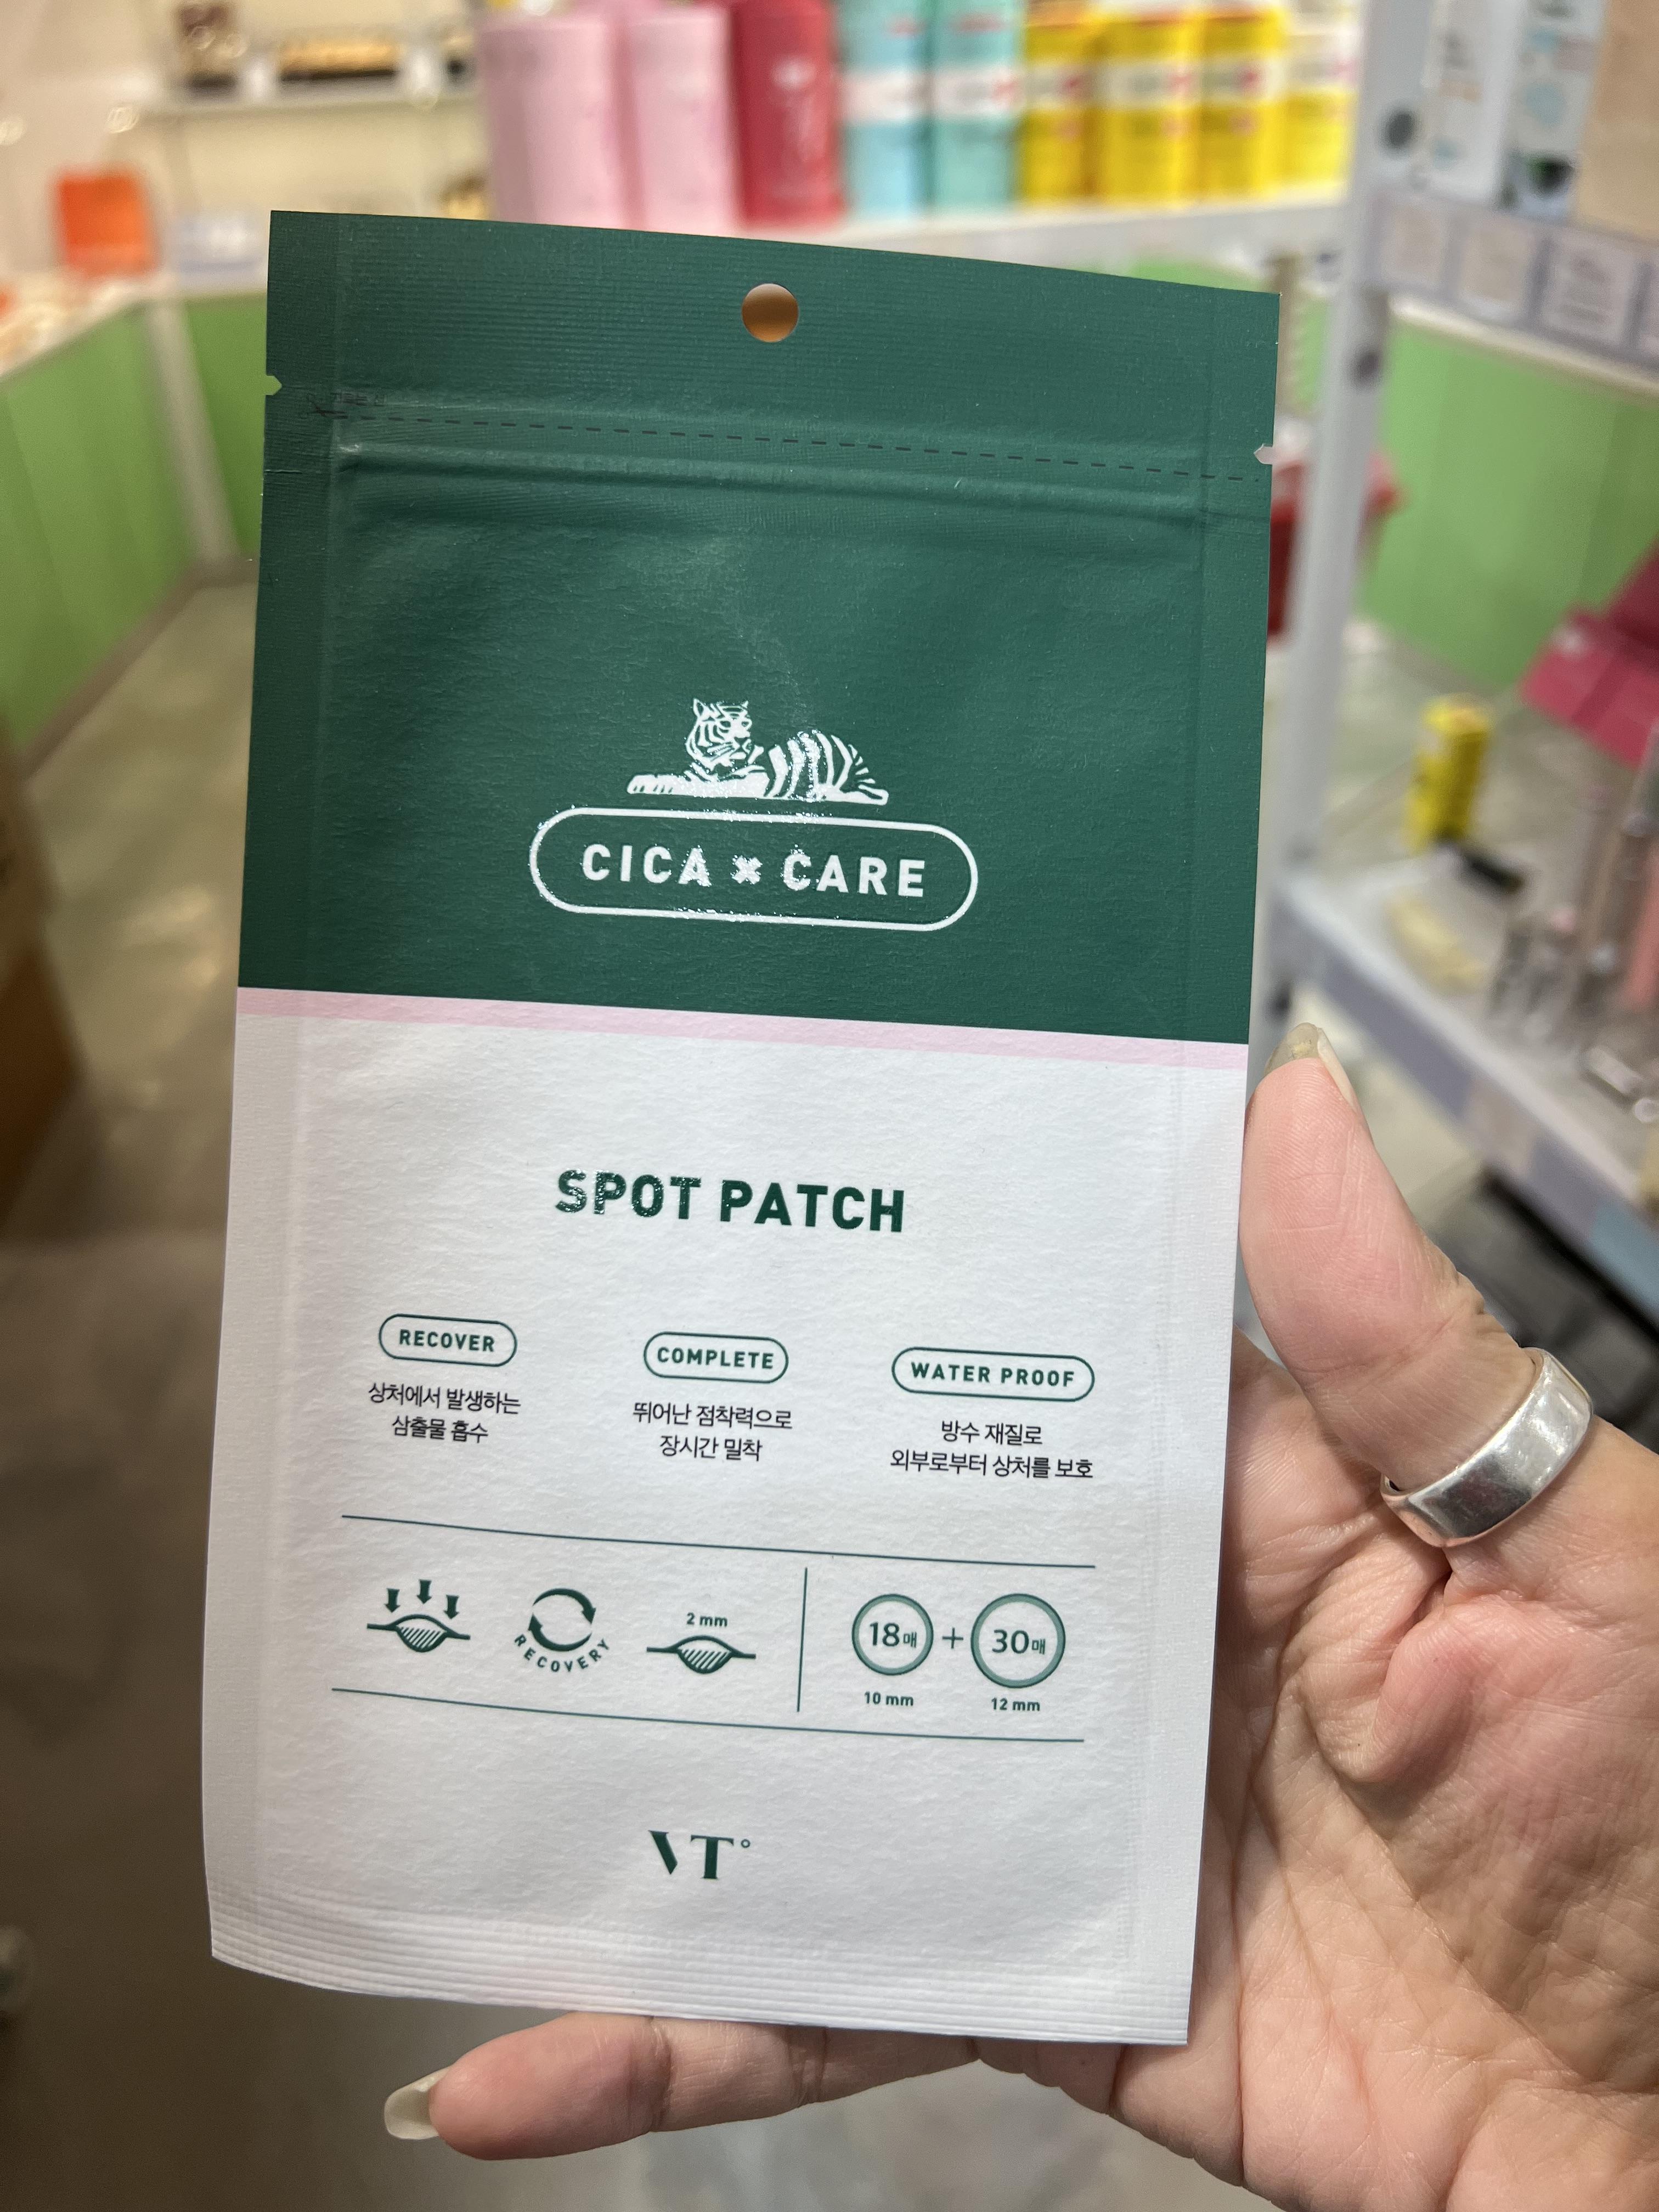 CICA × CARE
SPOT PATCH
RECOVER
상처에서 발생하는
삼출물 흡수
COMPLETE
뛰어난 점착력으로
장시간 밀착
WATER PROOF
방수 재질로
외부로부터 상처를 보호
RECOVERY
2 mm
18매 + 30매
10 mm 12 mm
VT